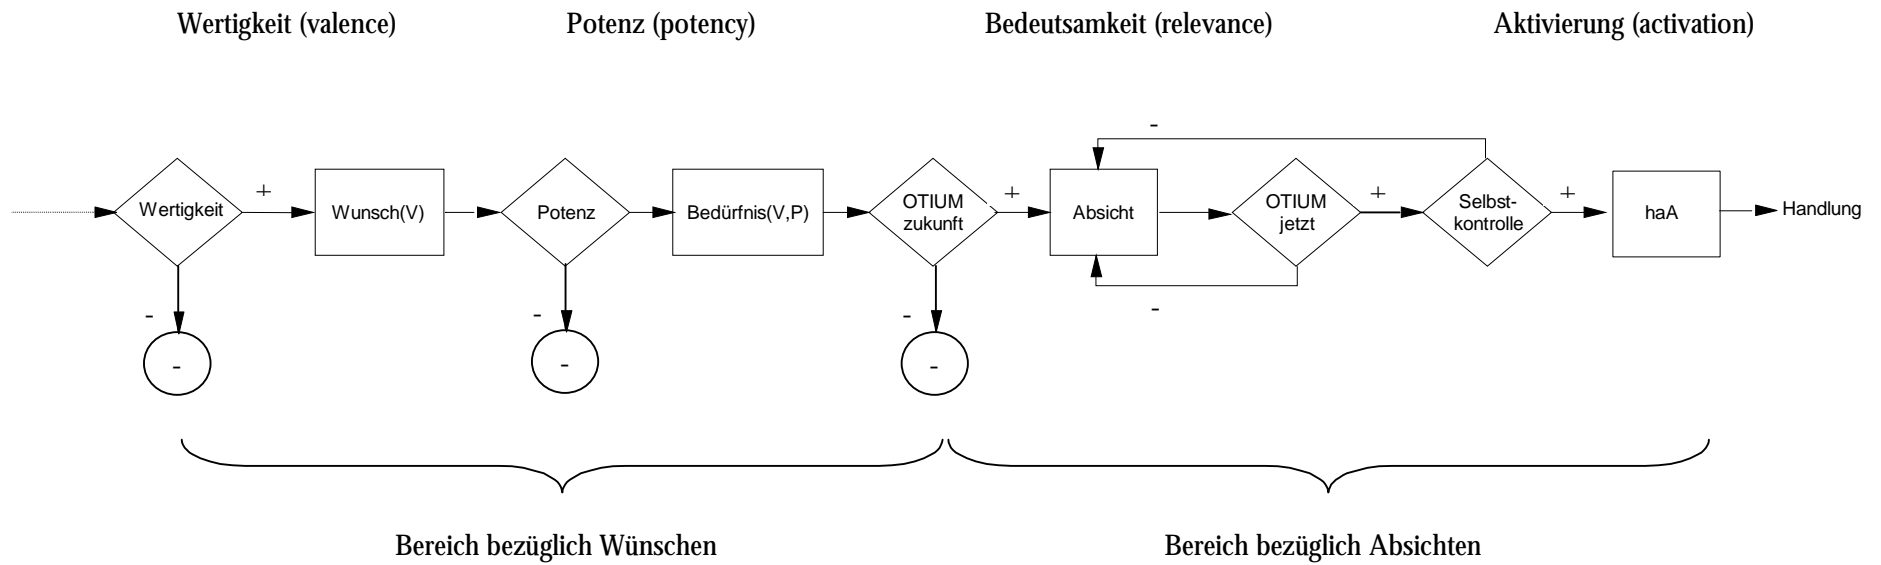 Wertigkeit (valence)
Potenz (potency)
Bedeutsamkeit (relevance)
Aktivierung (activation)
-
Wertigkeit
+
Wunsch(V)
Potenz
Bedürfnis(V,P)
OTIUM
zukunft
+
Absicht
OTIUM
jetzt
+
Selbst-
kontrolle
+
haA
Handlung
-
-
-
-
-
-
-
Bereich bezüglich Wünschen
Bereich bezüglich Absichten